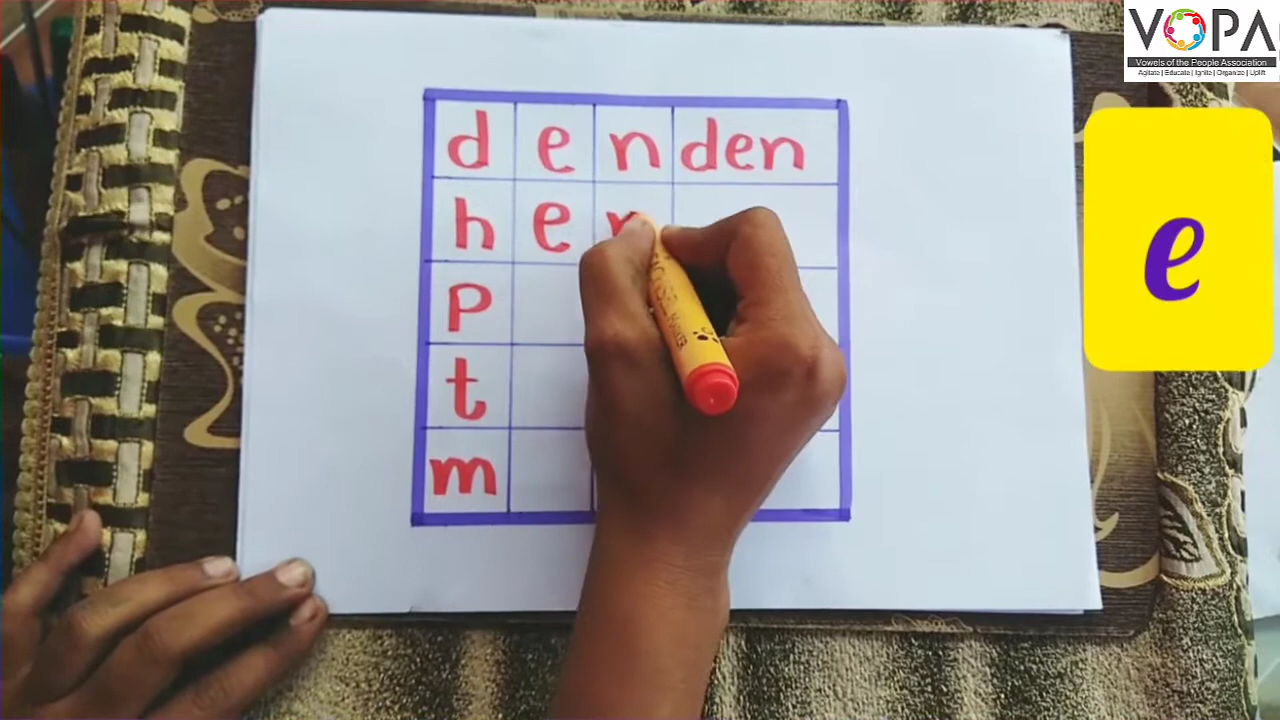 VOPA
Vowels of the People Association
Agitate | Educate | Ignite | Organize | Uplift
d e n den
h e n
p
t
m
e